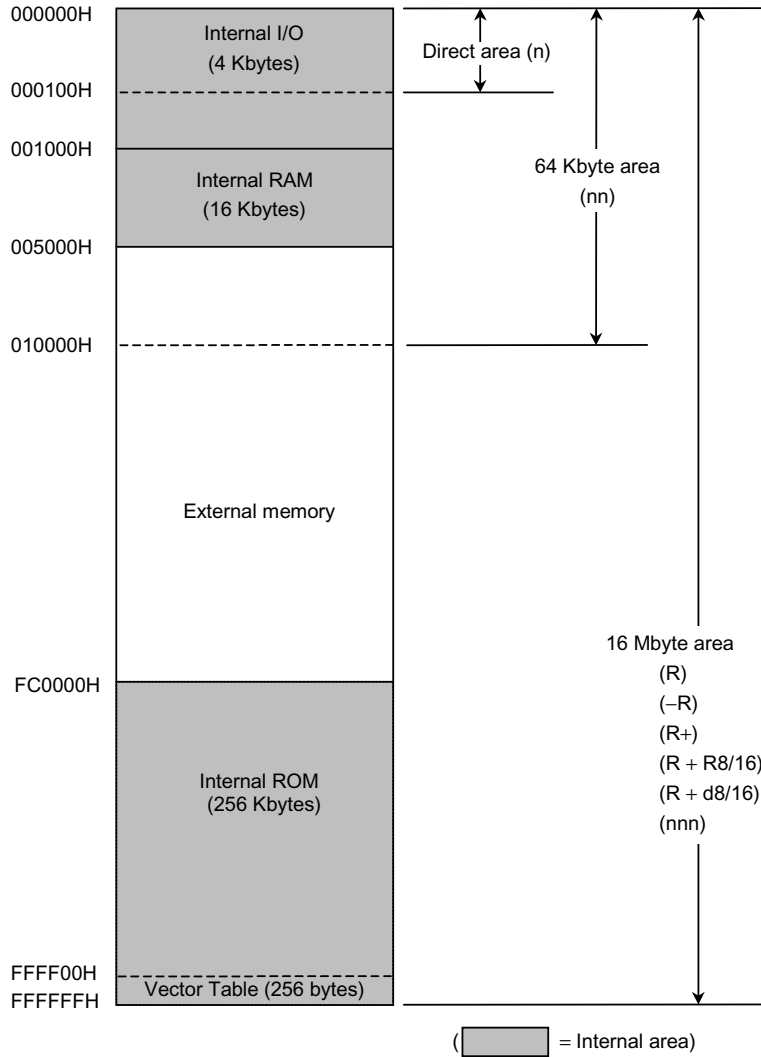 000000H
Internal I/O
(4 Kbytes)
Direct area (n)
000100H
001000H
64 Kbyte area
(nn)
Internal RAM
(16 Kbytes)
005000H
010000H
External memory
16 Mbyte area
(R)
(−R)
(R+)
(R + R8/16)
(R + d8/16)
(nnn)
FC0000H
Internal ROM
(256 Kbytes)
FFFF00H
Vector Table (256 bytes)
FFFFFFH
( = Internal area)